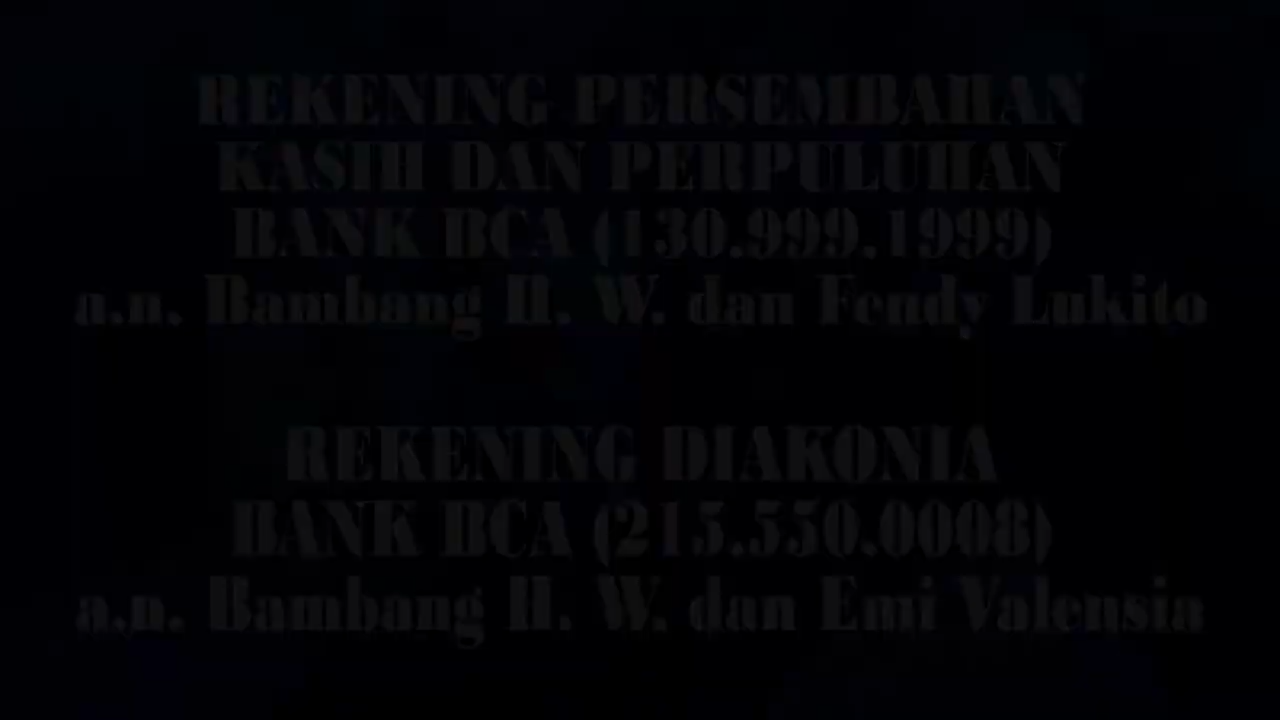 REKENING PERSEMBAHAN
KASIH DAN PERPULUHAN
BANK BCA (130.999.1999)
a.n. Bambang H. W. dan Fendy Lukito
REKENING DIAKONIA
BANK BCA (215.550.0008)
a.n. Bambang H. W. dan Emi Valensia